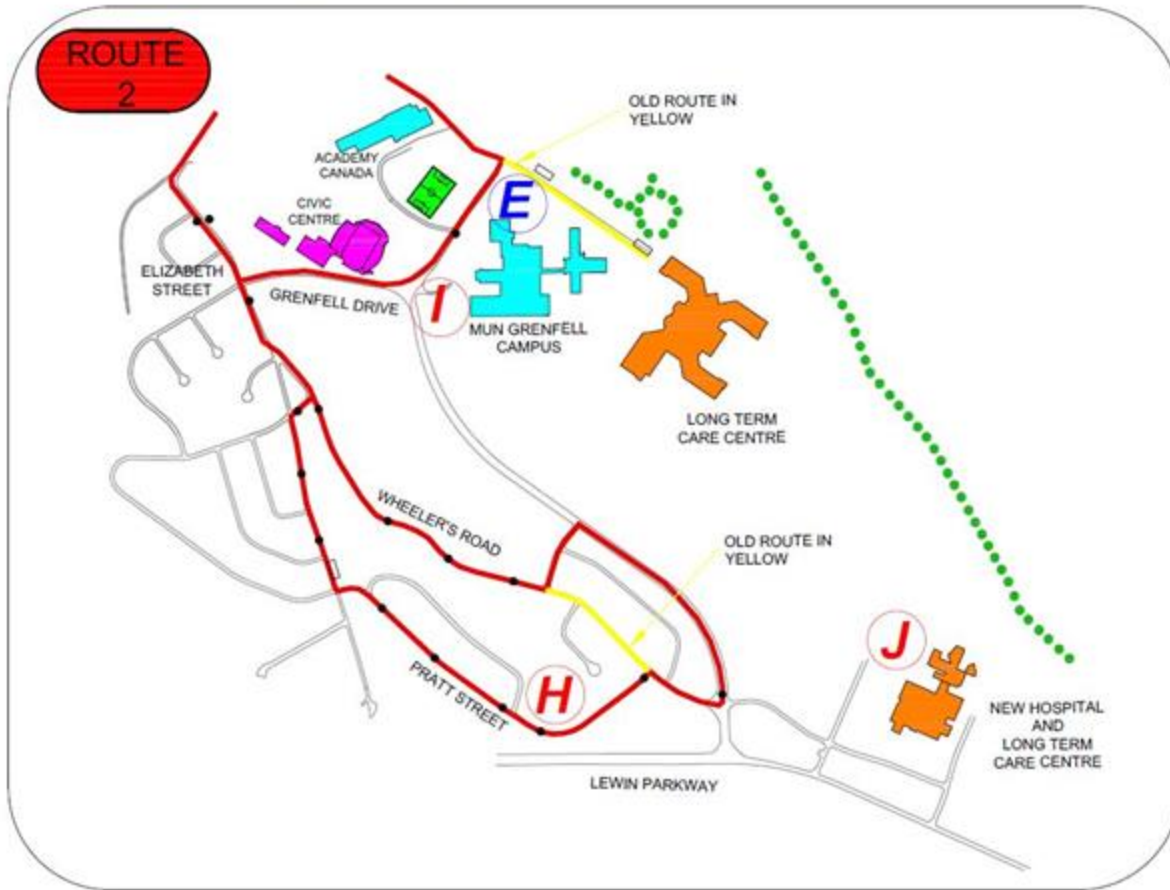 ROUTE
2
OLD ROUTE IN
YELLOW
ACADEMY
CANADA
E
CIVIC
CENTRE
ELIZABETH
STREET
GRENFELL DRIVE
I
MUN GRENFELL
CAMPUS
LONG TERM
CARE CENTRE
WHEELER'S ROAD
OLD ROUTE IN
YELLOW
J
H
PRATT STREET
NEW HOSPITAL
AND
LONG TERM
CARE CENTRE
LEWIN PARKWAY